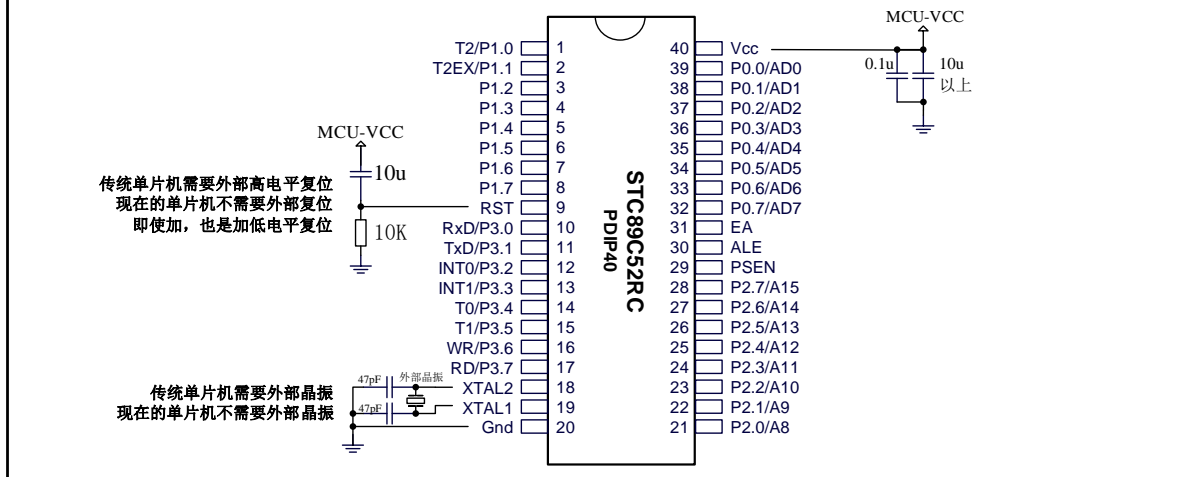 MCU-VCC
T2/P1.0 1 40 Vcc
T2EX/P1.1 2 39 P0.0/AD0
0.1u 10u
以上
P1.2 3 38 P0.1/AD1
P1.3 4 37 P0.2/AD2
P1.4 5 36 P0.3/AD3
MCU-VCC
P1.5 6 35 P0.4/AD4
P1.6 7 34 P0.5/AD5
10u
传统单片机需要外部高电平复位
现在的单片机不需要外部复位
即使加，也是加低电平复位
10K
P1.7 8 33 P0.6/AD6
RST 9 32 P0.7/AD7
RxD/P3.0 10 31 EA
TxD/P3.1 11 30 ALE
INT0/P3.2 12 29 PSEN
INT1/P3.3 13 28 P2.7/A15
T0/P3.4 14 27 P2.6/A14
T1/P3.5 15 26 P2.5/A13
WR/P3.6 16 25 P2.4/A12
RD/P3.7 17 24 P2.3/A11
XTAL2 18 23 P2.2/A10
XTAL1 19 22 P2.1/A9
Gnd 20 21 P2.0/A8
STC89C52RC
PDIP40
47pF 外部晶振
47pF
传统单片机需要外部晶振
现在的单片机不需要外部晶振